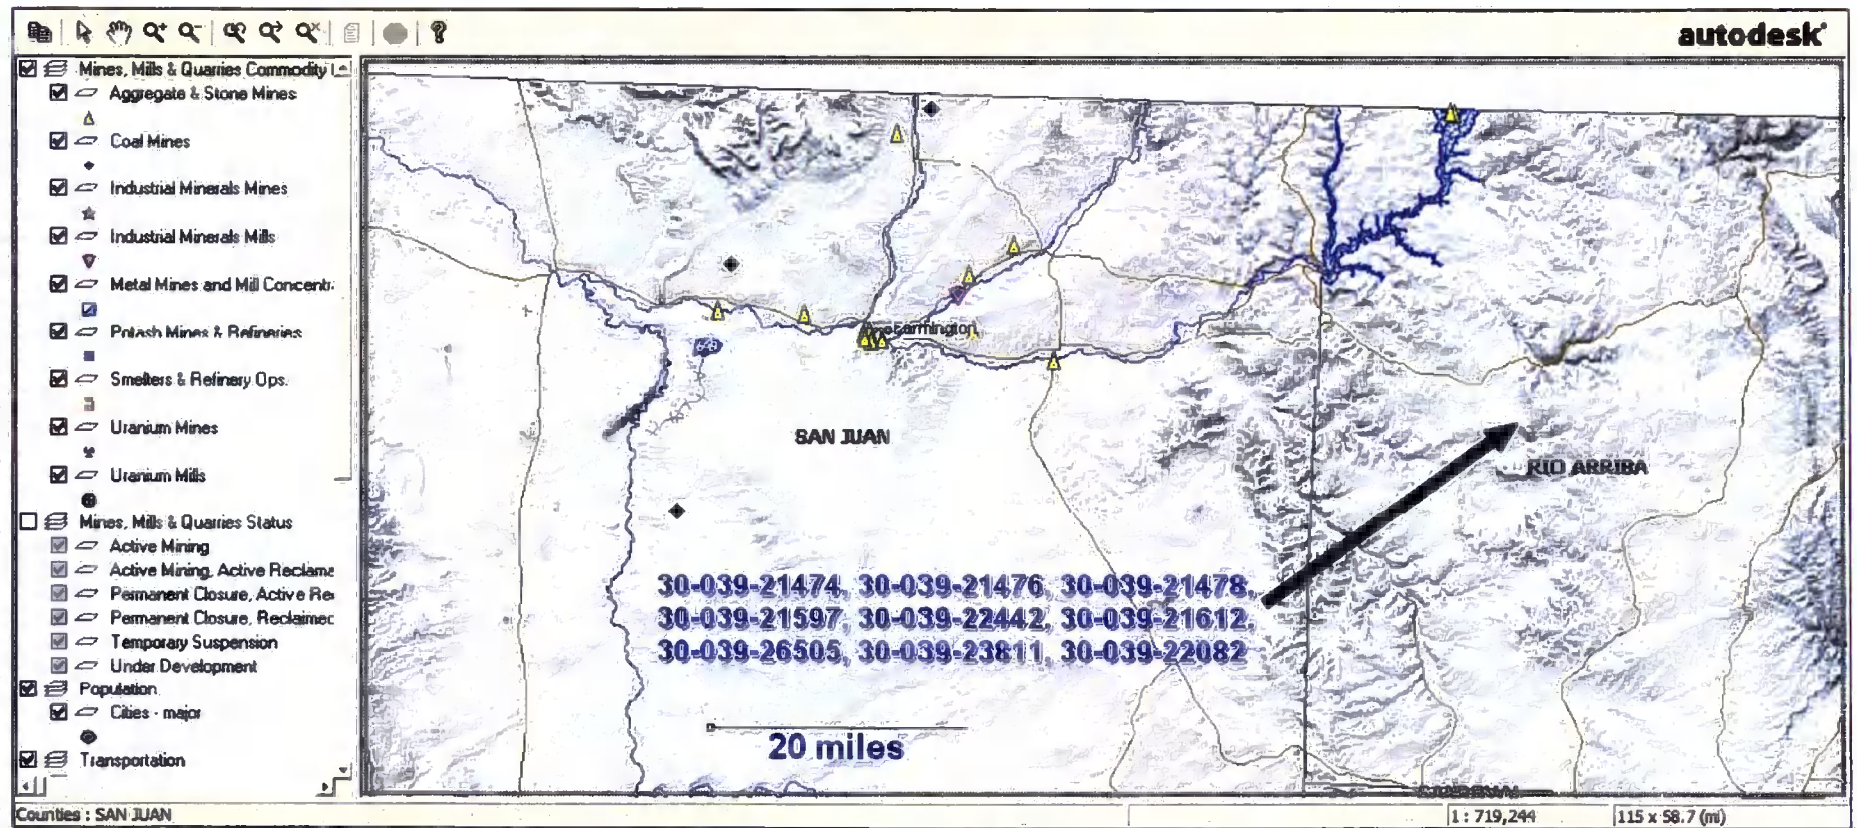 autodesk
Mines, Mills & Quarries Commodity
Aggregate & Stone Mines
Coal Mines
Industrial Minerals Mines
Industrial Minerals Mills
Metal Mines and Mill Concentr
Potash Mines & Refineries
Smelters & Refinery Ops.
Uranium Mines
Uranium Mills
Mines, Mills & Quarries Status
Active Mining
Active Mining, Active Reclama
Permanent Closure, Active Re
Permanent Closure, Reclaimed
Temporary Suspension
Under Development
Population
Cities - major
Transportation
Farmington
SAN JUAN
RIO ARRIBA
30-039-21474, 30-039-21476, 30-039-21478,
30-039-21597, 30-039-22442, 30-039-21612,
30-039-26505, 30-039-23811, 30-039-22082
20 miles
Counties : SAN JUAN
1 : 719,244
115 x 58.7 (mi)